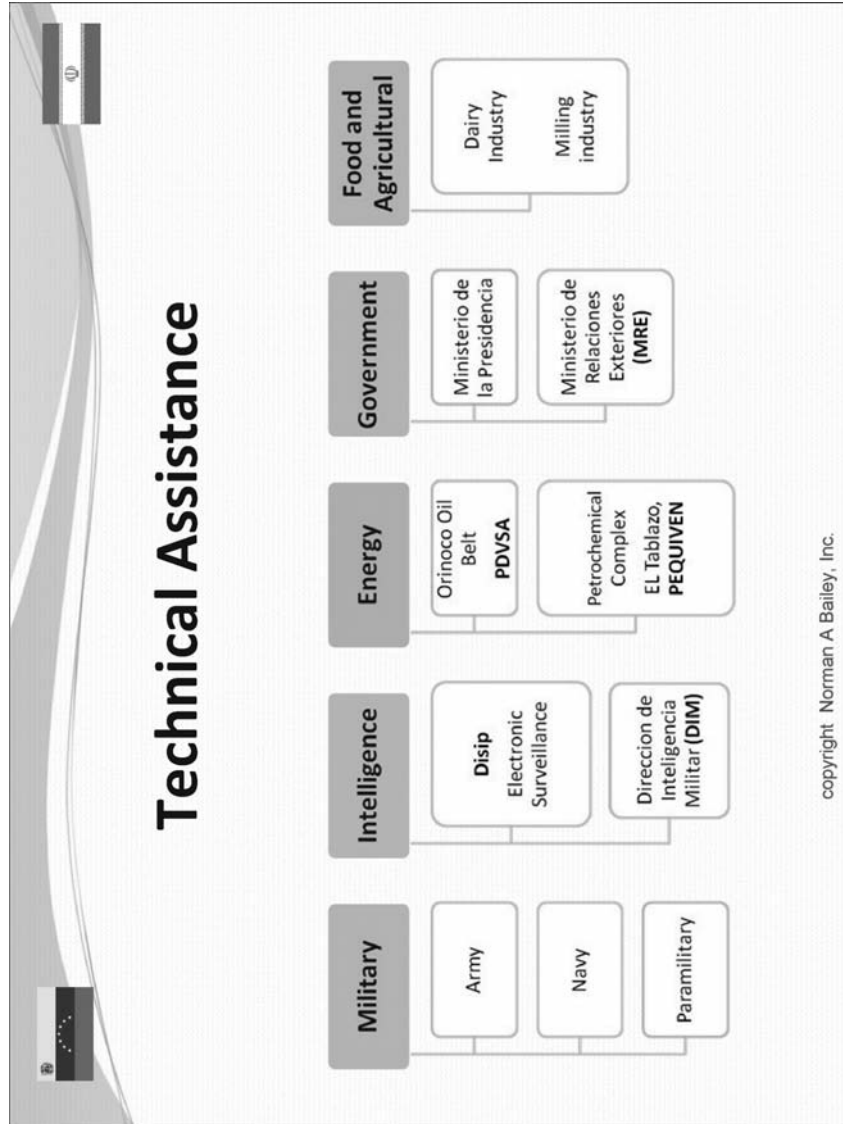 Technical Assistance
Military
Army
Navy
Paramilitary
Intelligence
Disip
Electronic
Surveillance
Direccion de
Inteligencia
Militar (DIM)
Energy
Orinoco Oil
Belt
PDVSA
Petrochemical
Complex
EL Tablazo,
PEQUIVEN
Government
Ministerio de
la Presidencia
Ministerio de
Relaciones
Exteriores
(MRE)
Food and
Agricultural
Dairy
Industry
Milling
industry
copyright Norman A Bailey, Inc.